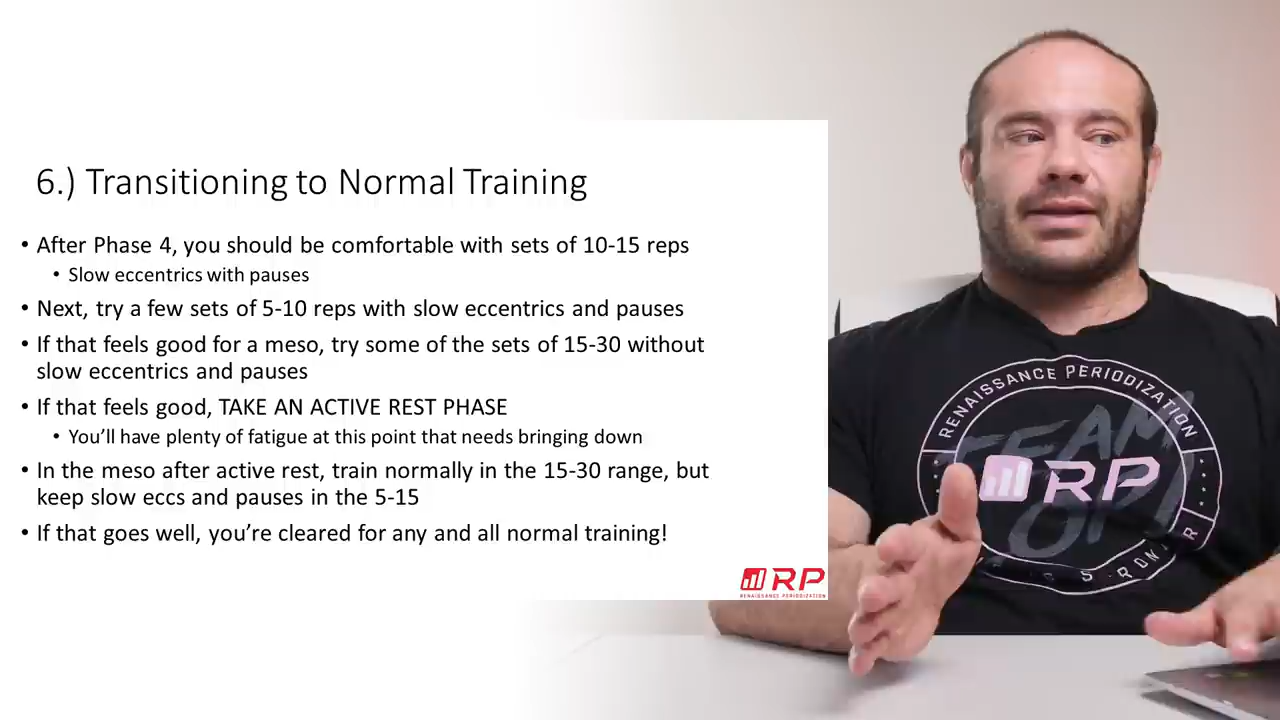 6.) Transitioning to Normal Training
• After Phase 4, you should be comfortable with sets of 10-15 reps
• Slow eccentrics with pauses
• Next, try a few sets of 5-10 reps with slow eccentrics and pauses
• If that feels good for a meso, try some of the sets of 15-30 without
slow eccentrics and pauses
• If that feels good, TAKE AN ACTIVE REST PHASE
• You’ll have plenty of fatigue at this point that needs bringing down
• In the meso after active rest, train normally in the 15-30 range, but
keep slow eccs and pauses in the 5-15
• If that goes well, you’re cleared for any and all normal training!
RP
RENAISSANCE PERIODIZATION
RENAISSANCE PERIODIZATION
TEAM
RP